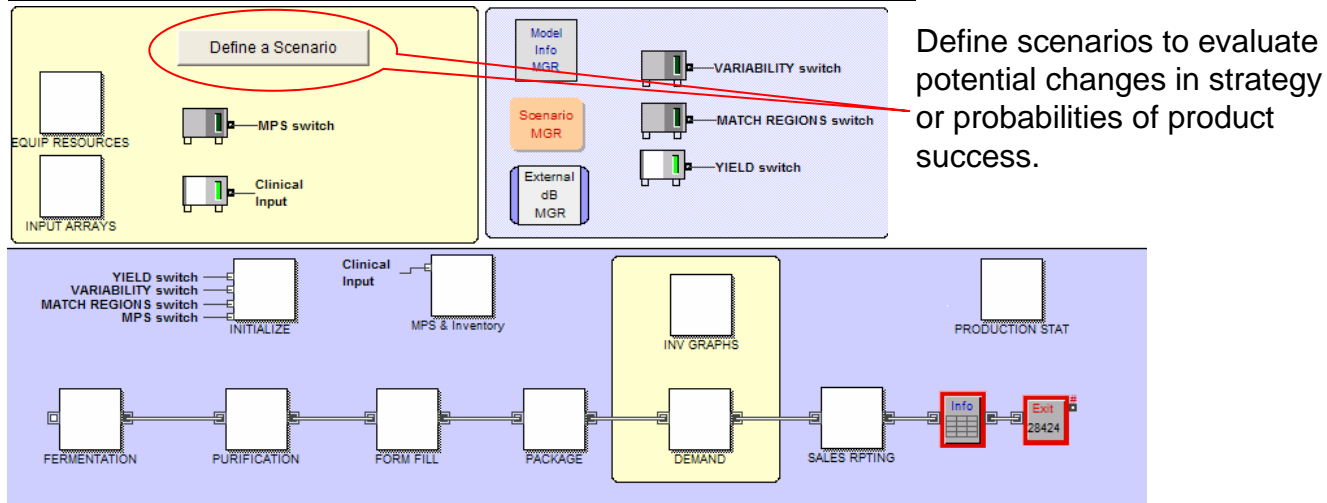 Define a Scenario
EQUIP RESOURCES
MPS switch
INPUT ARRAYS
Clinical
Input
Model
Info
MGR
VARIABILITY switch
Scenario
MGR
MATCH REGIONS switch
YIELD switch
External
dB
MGR
Define scenarios to evaluate
potential changes in strategy
or probabilities of product
success.
YIELD switch
VARIABILITY switch
MATCH REGIONS switch
MPS switch
INITIALIZE
Clinical
Input
MPS & Inventory
INV GRAPHS
PRODUCTION STAT
FERMENTATION
PURIFICATION
FORM FILL
PACKAGE
DEMAND
SALES RPTING
Info
Exit
#
28424